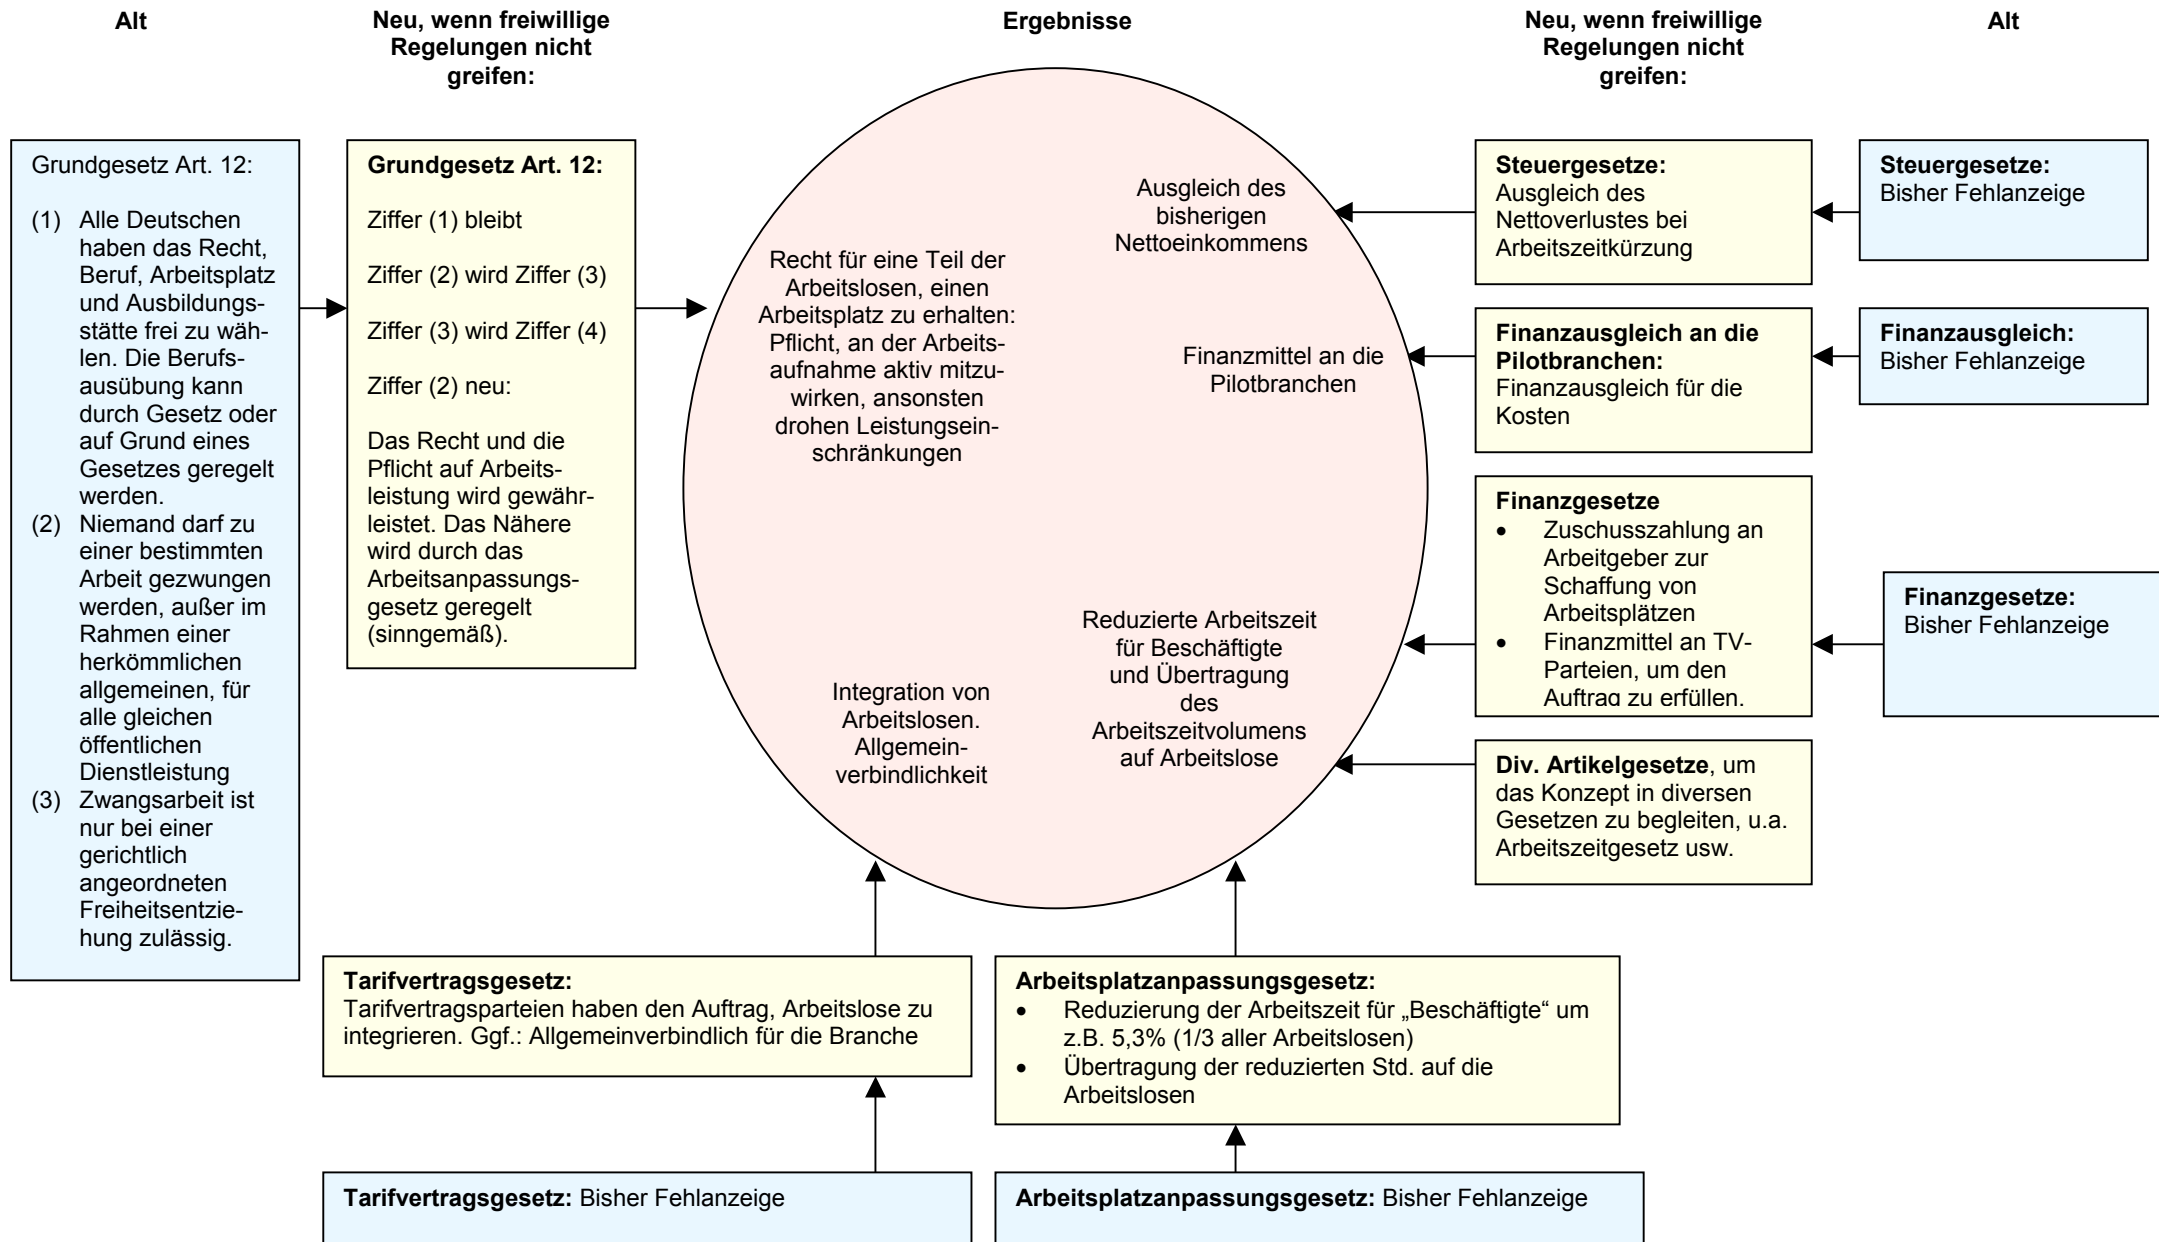 Alt
Neu, wenn freiwillige
Regelungen nicht
greifen:
Ergebnisse
Neu, wenn freiwillige
Regelungen nicht
greifen:
Alt
Grundgesetz Art. 12:
(1) Alle Deutschen
haben das Recht,
Beruf, Arbeitsplatz
und Ausbildungs-
stätte frei zu wäh-
len. Die Berufs-
ausübung kann
durch Gesetz oder
auf Grund eines
Gesetzes geregelt
werden.
(2) Niemand darf zu
einer bestimmten
Arbeit gezwungen
werden, außer im
Rahmen einer
herkömmlichen
allgemeinen, für
alle gleichen
öffentlichen
Dienstleistung
(3) Zwangsarbeit ist
nur bei einer
gerichtlich
angeordneten
Freiheitsentzie-
hung zulässig.
Grundgesetz Art. 12:
Ziffer (1) bleibt
Ziffer (2) wird Ziffer (3)
Ziffer (3) wird Ziffer (4)
Ziffer (2) neu:
Das Recht und die
Pflicht auf Arbeits-
leistung wird gewähr-
leistet. Das Nähere
wird durch das
Arbeitsanpassungs-
gesetz geregelt
(sinngemäß).
Recht für eine Teil der
Arbeitslosen, einen
Arbeitsplatz zu erhalten:
Pflicht, an der Arbeits-
aufnahme aktiv mitzu-
wirken, ansonsten
drohen Leistungsein-
schränkungen
Ausgleich des
bisherigen
Nettoeinkommens
Finanzmittel an die
Pilotbranchen
Reduzierte Arbeitszeit
für Beschäftigte
und Übertragung
des
Arbeitszeitvolumens
auf Arbeitslose
Integration von
Arbeitslosen.
Allgemein-
verbindlichkeit
Steuergesetze:
Ausgleich des
Nettoverlustes bei
Arbeitszeitkürzung
Steuergesetze:
Bisher Fehlanzeige
Finanzausgleich an die
Pilotbranchen:
Finanzausgleich für die
Kosten
Finanzausgleich:
Bisher Fehlanzeige
Finanzgesetze
• Zuschusszahlung an
Arbeitgeber zur
Schaffung von
Arbeitsplätzen
• Finanzmittel an TV-
Parteien, um den
Auftrag zu erfüllen.
Finanzgesetze:
Bisher Fehlanzeige
Div. Artikelgesetze, um
das Konzept in diversen
Gesetzen zu begleiten, u.a.
Arbeitszeitgesetz usw.
Tarifvertragsgesetz:
Tarifvertragsparteien haben den Auftrag, Arbeitslose zu
integrieren. Ggf.: Allgemeinverbindlich für die Branche
Arbeitsplatzanpassungsgesetz:
• Reduzierung der Arbeitszeit für „Beschäftigte“ um
z.B. 5,3% (1/3 aller Arbeitslosen)
• Übertragung der reduzierten Std. auf die
Arbeitslosen
Tarifvertragsgesetz: Bisher Fehlanzeige
Arbeitsplatzanpassungsgesetz: Bisher Fehlanzeige